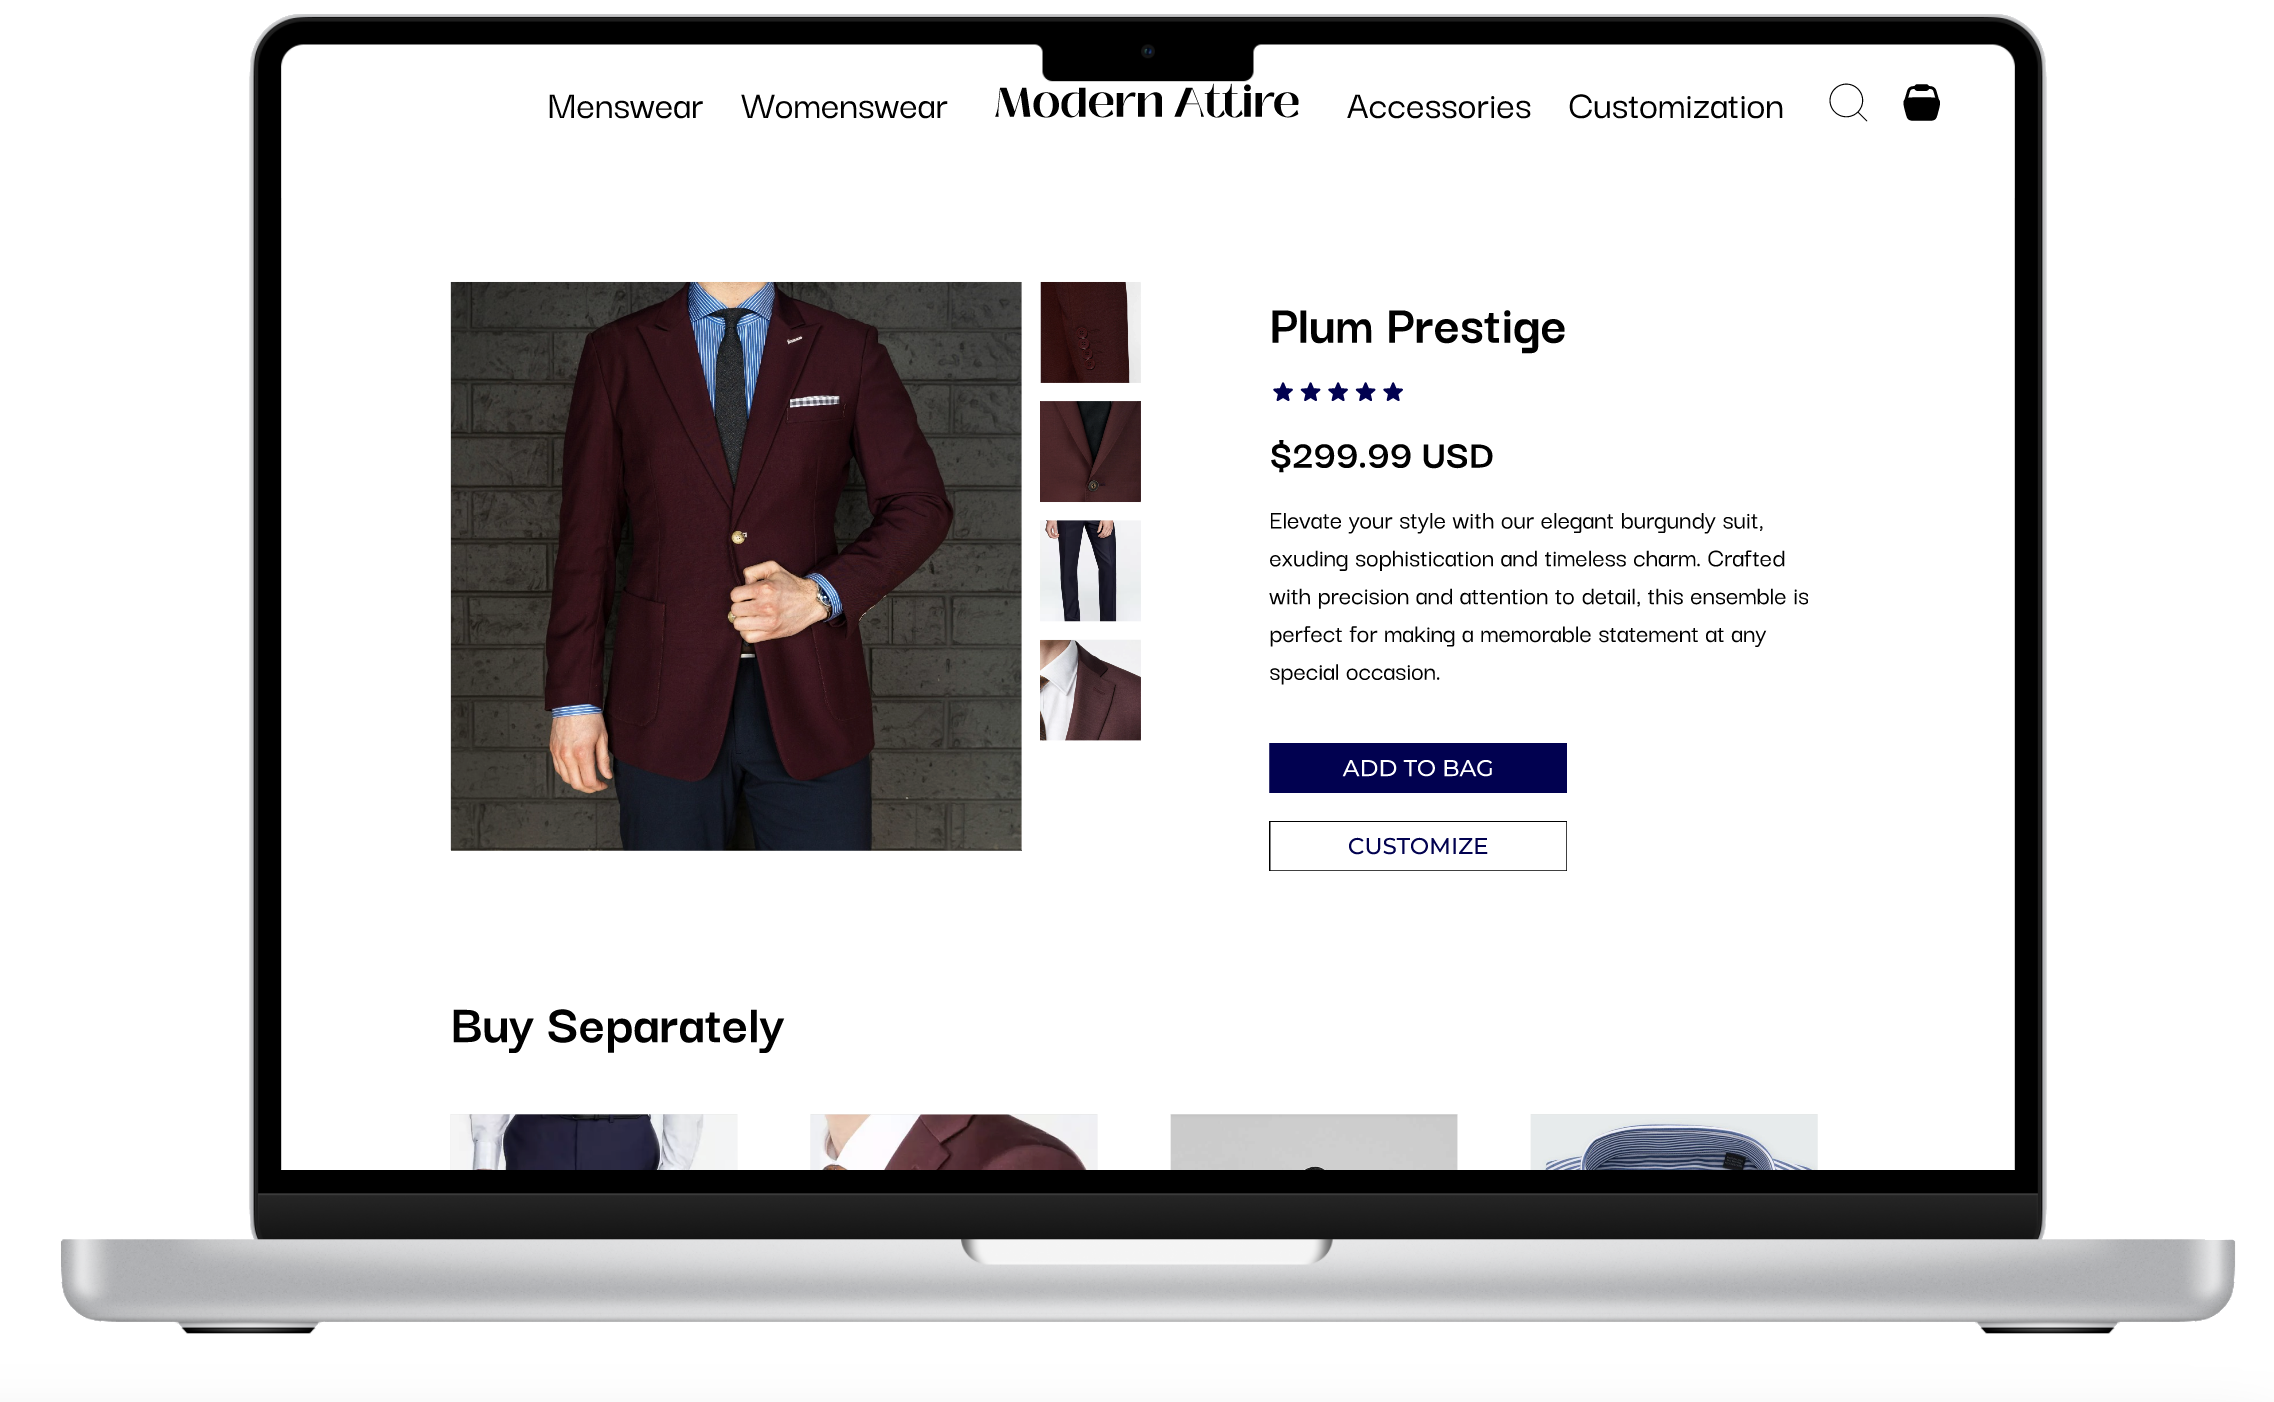 Menswear Womenswear Modern Attire Accessories Customization
Plum Prestige
$299.99 USD
Elevate your style with our elegant burgundy suit,
exuding sophistication and timeless charm. Crafted
with precision and attention to detail, this ensemble is
perfect for making a memorable statement at any
special occasion.
ADD TO BAG
CUSTOMIZE
Buy Separately